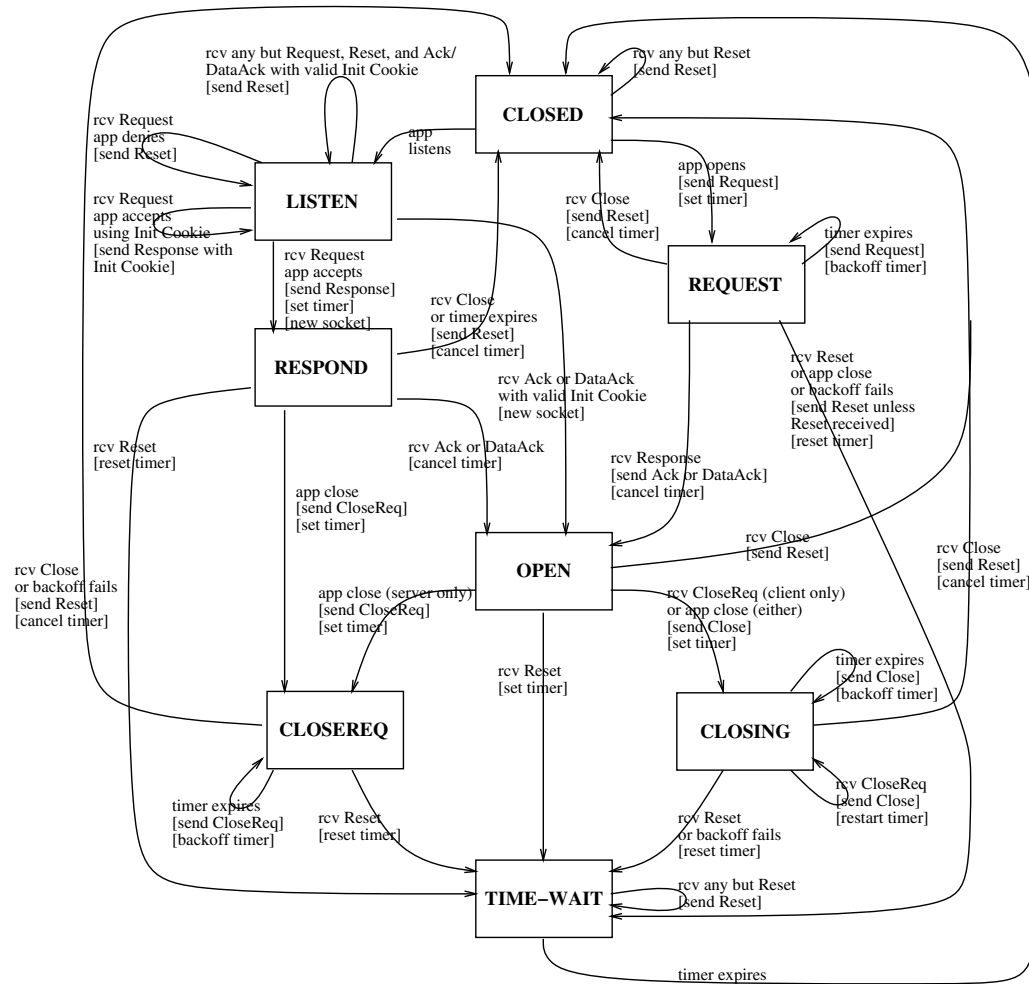 rcv any but Request, Reset, and Ack/
DataAck with valid Init Cookie
[send Reset]
rcv any but Reset
[send Reset]
CLOSED
rcv Request
app denies
[send Reset]
app
listens
app opens
[send Request]
[set timer]
LISTEN
rcv Request
app accepts
using Init Cookie
[send Response with
Init Cookie]
rcv Close
[send Reset]
[cancel timer]
timer expires
[send Request]
[backoff timer]
REQUEST
rcv Request
app accepts
[send Response]
[set timer]
[new socket]
rcv Close
or timer expires
[send Reset]
[cancel timer]
RESPOND
rcv Reset
or app close
or backoff fails
[send Reset unless
Reset received]
[reset timer]
rcv Ack or DataAck
with valid Init Cookie
[new socket]
rcv Reset
[reset timer]
rcv Ack or DataAck
[cancel timer]
rcv Response
[send Ack or DataAck]
[cancel timer]
app close
[send CloseReq]
[set timer]
rcv Close
[send Reset]
OPEN
rcv Close
[send Reset]
[cancel timer]
rcv Close
or backoff fails
[send Reset]
[cancel timer]
app close (server only)
[send CloseReq]
[set timer]
rcv CloseReq (client only)
or app close (either)
[send Close]
[set timer]
rcv Reset
[set timer]
timer expires
[send Close]
[backoff timer]
CLOSEREQ
CLOSING
timer expires
[send CloseReq]
[backoff timer]
rcv Reset
[reset timer]
rcv Reset
or backoff fails
[reset timer]
rcv CloseReq
[send Close]
[restart timer]
TIME−WAIT
rcv any but Reset
[send Reset]
timer expires